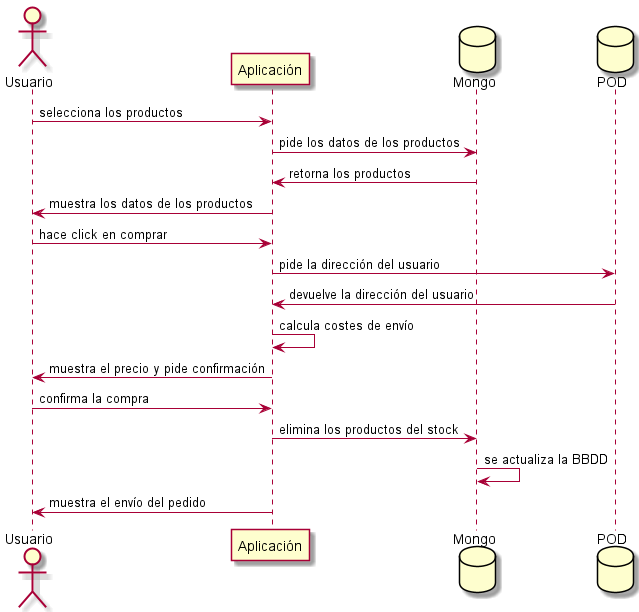 Usuario
Aplicación
Mongo
POD
selecciona los productos
pide los datos de los productos
retorna los productos
muestra los datos de los productos
hace click en comprar
pide la dirección del usuario
devuelve la dirección del usuario
calcula costes de envío
muestra el precio y pide confirmación
confirma la compra
elimina los productos del stock
se actualiza la BBDD
muestra el envío del pedido
Usuario
Aplicación
Mongo
POD